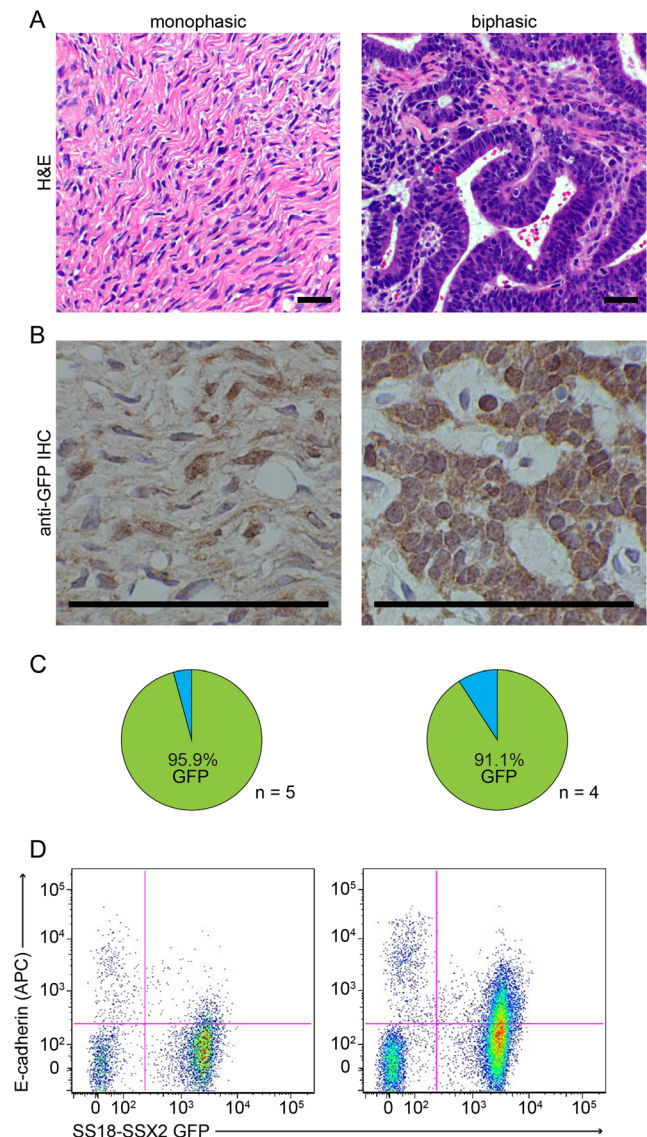 A
monophasic
biphasic
H&E
B
anti-GFP IHC
C
95.9%
GFP
n = 5
91.1%
GFP
n = 4
D
E-cadherin (APC)
10⁵
10⁴
10³
10²
0
10⁵
10⁴
10³
10²
0
0 10² 10³ 10⁴ 10⁵
0 10² 10³ 10⁴ 10⁵
SS18-SSX2 GFP